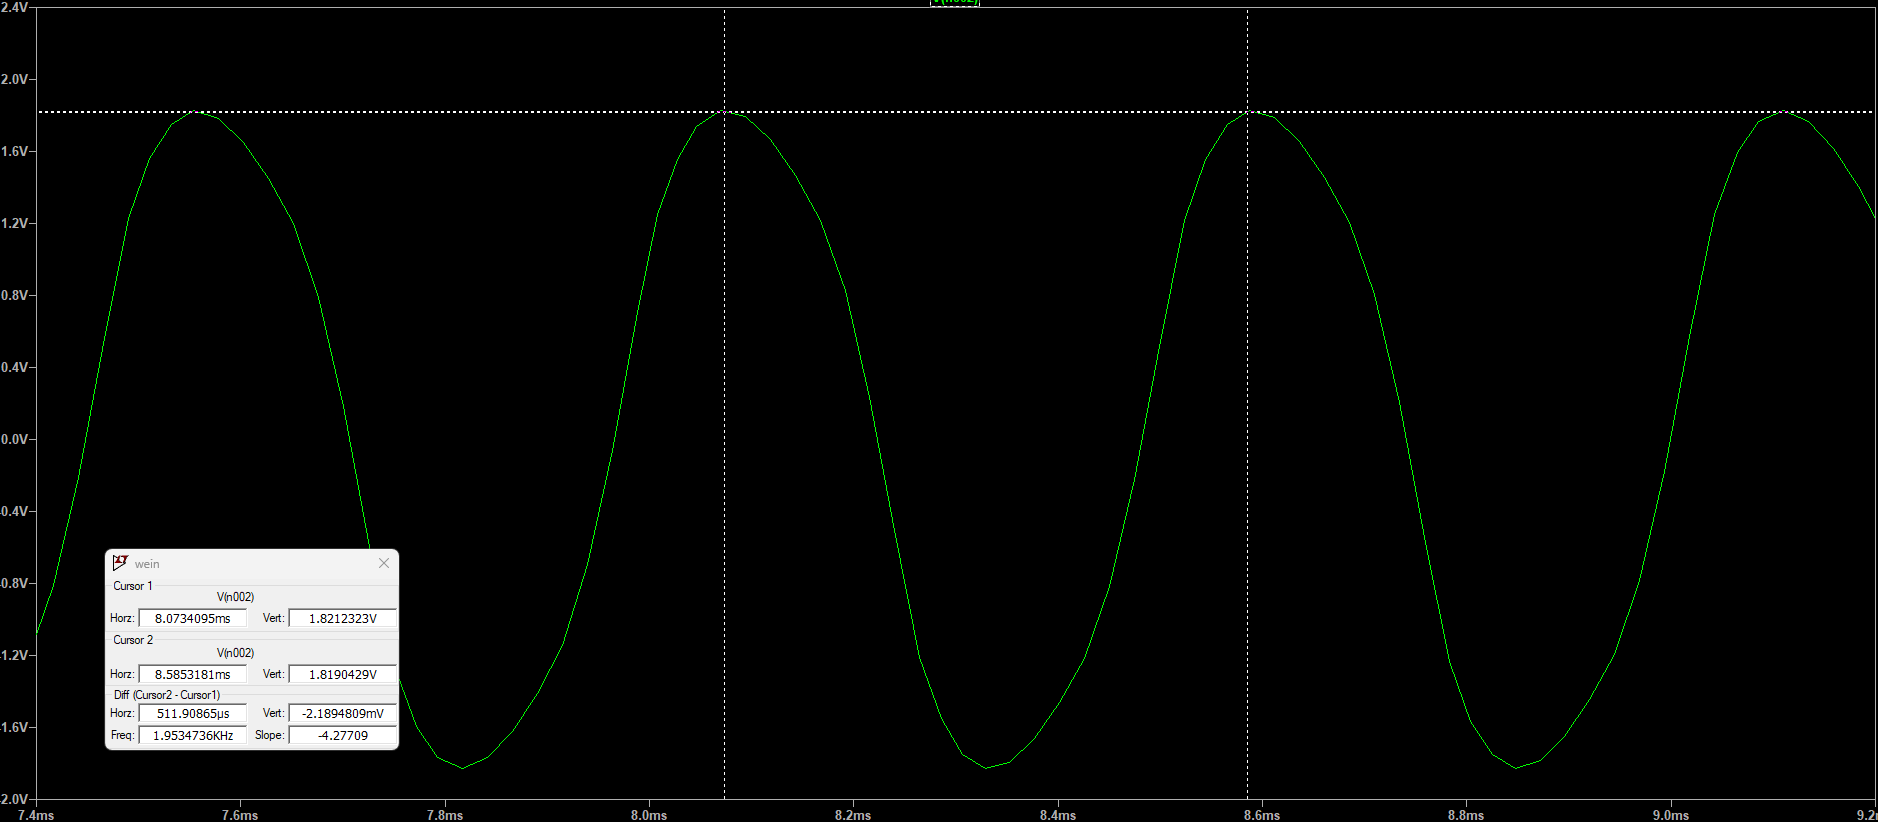 V(n002)
2.4V
2.0V
1.6V
1.2V
0.8V
0.4V
0.0V
0.4V
0.8V
1.2V
1.6V
2.0V
7.4ms 7.6ms 7.8ms 8.0ms 8.2ms 8.4ms 8.6ms 8.8ms 9.0ms
wein
Cursor 1
V(n002)
Horz: 8.0734095ms Vert: 1.8212323V
Cursor 2
V(n002)
Horz: 8.5853181ms Vert: 1.8190429V
Diff (Cursor2 - Cursor1)
Horz: 511.90865µs Vert: -2.1894809mV
Freq: 1.9534736KHz Slope: -4.27709